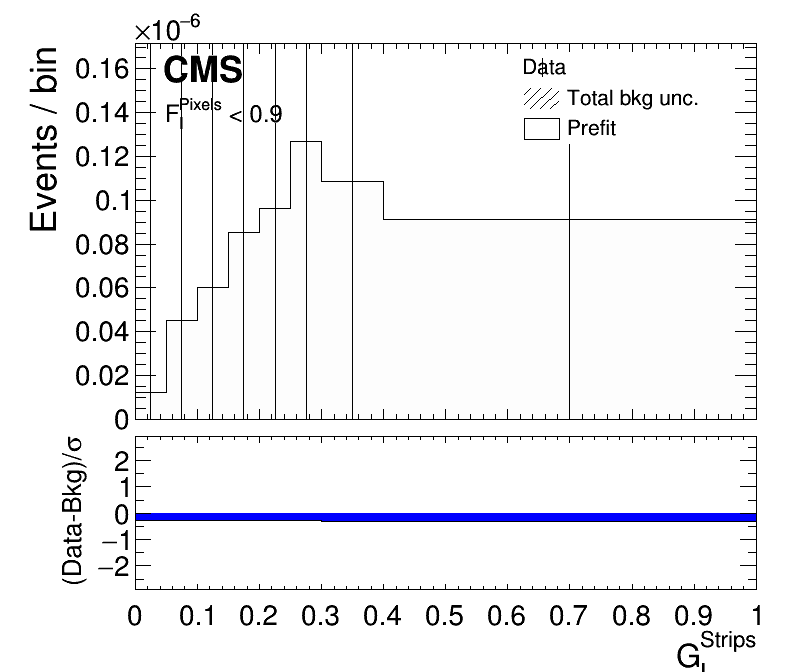 ×10⁻⁶
CMS
F_I^Pixels < 0.9
Data
Total bkg unc.
Prefit
Events / bin
0.16
0.14
0.12
0.1
0.08
0.06
0.04
0.02
0
(Data-Bkg)/σ
2
1
0
−1
−2
0 0.1 0.2 0.3 0.4 0.5 0.6 0.7 0.8 0.9 1
G_I^Strips